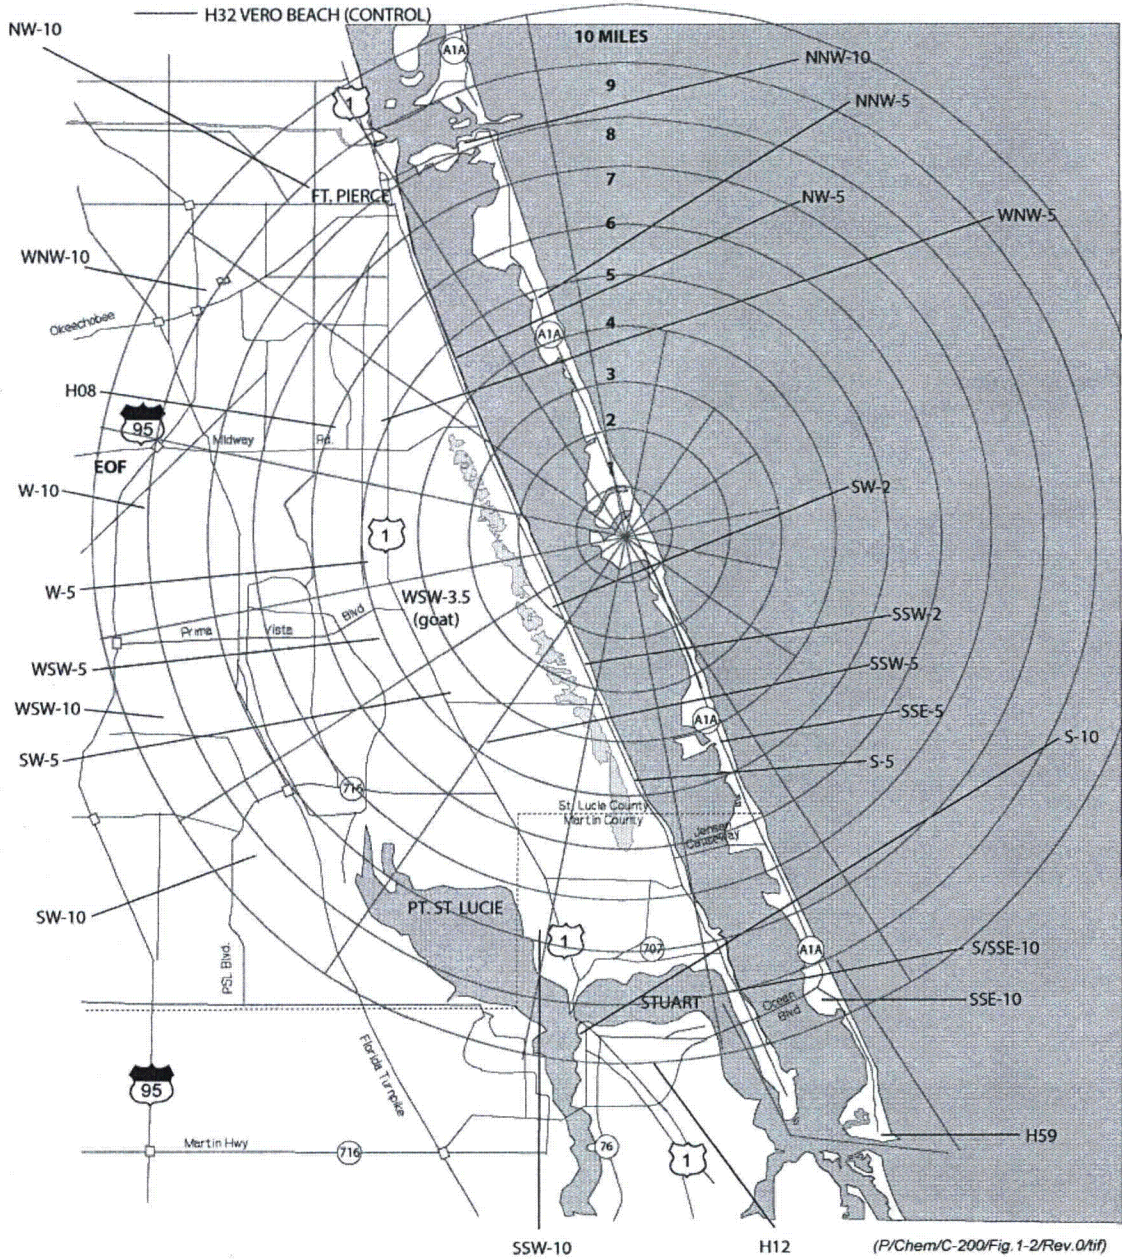 H32 VERO BEACH (CONTROL)
NW-10
10 MILES
A1A
NNW-10
9
1
NNW-5
8
7
FT. PIERCE
NW-5
WNW-5
6
WNW-10
5
Okeechobee
4
A1A
3
H08
2
95
Midway Rd.
EOF
1
W-10
SW-2
1
W-5
WSW-3.5
(goat)
SSW-2
Prima Vista Blvd
WSW-5
SSW-5
WSW-10
SSE-5
A1A
S-10
SW-5
S-5
716
St. Lucie County
Martin County
Jensen
Causeway
PT. ST. LUCIE
SW-10
1
707
A1A
S/SSE-10
PSL Blvd.
STUART
SSE-10
Ocean
Blvd
Florida Turnpike
95
H59
Martin Hwy
716
76
1
SSW-10
H12
(P/Chem/C-200/Fig.1-2/Rev.0/tif)